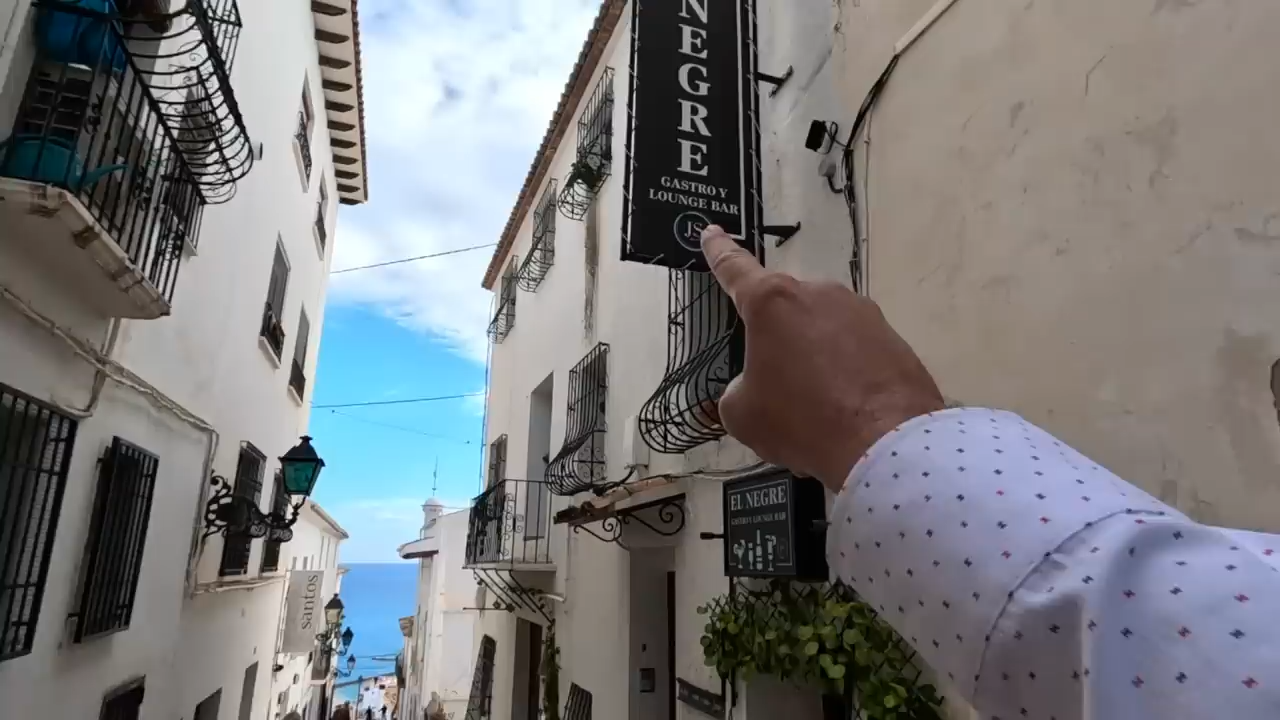 NEGRE
GASTRO Y
LOUNGE BAR
JS
EL NEGRE
GASTRO Y LOUNGE BAR
santos